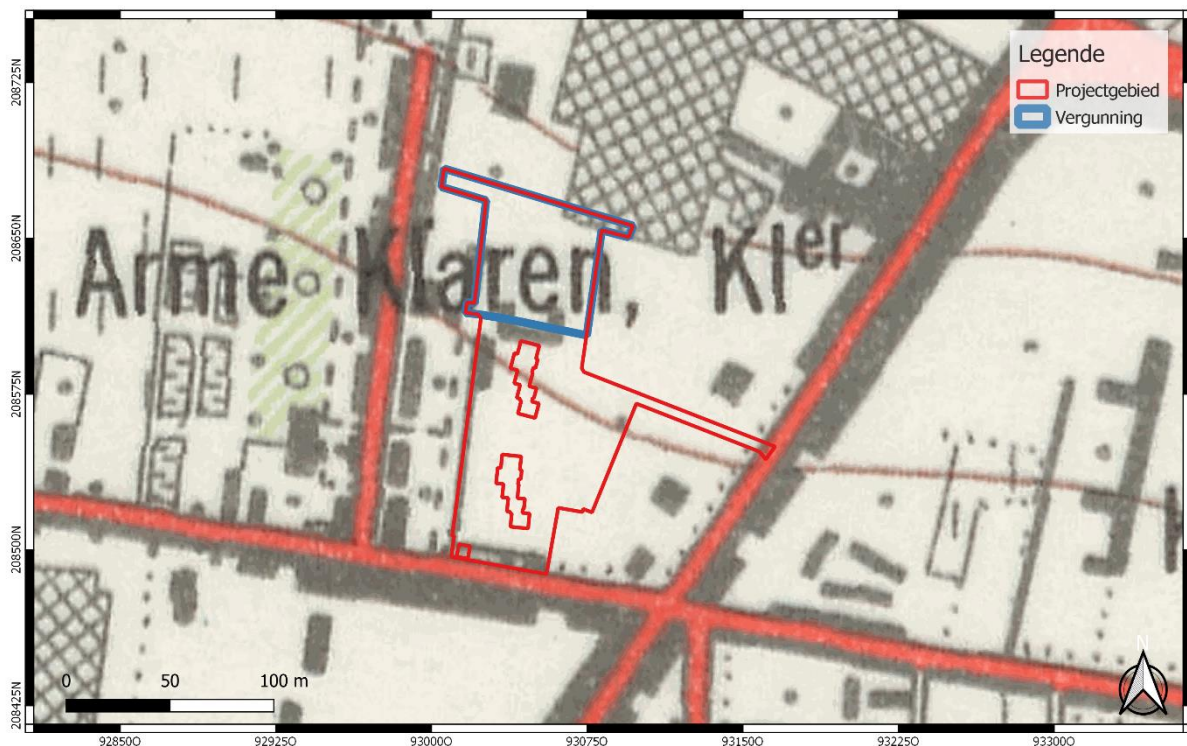 Legende
Projectgebied
Vergunning
Arme Klaren, Kler
208725N
208650N
208575N
208500N
208425N
0 50 100 m
N
928500 929250 930000 930750 931500 932250 933000